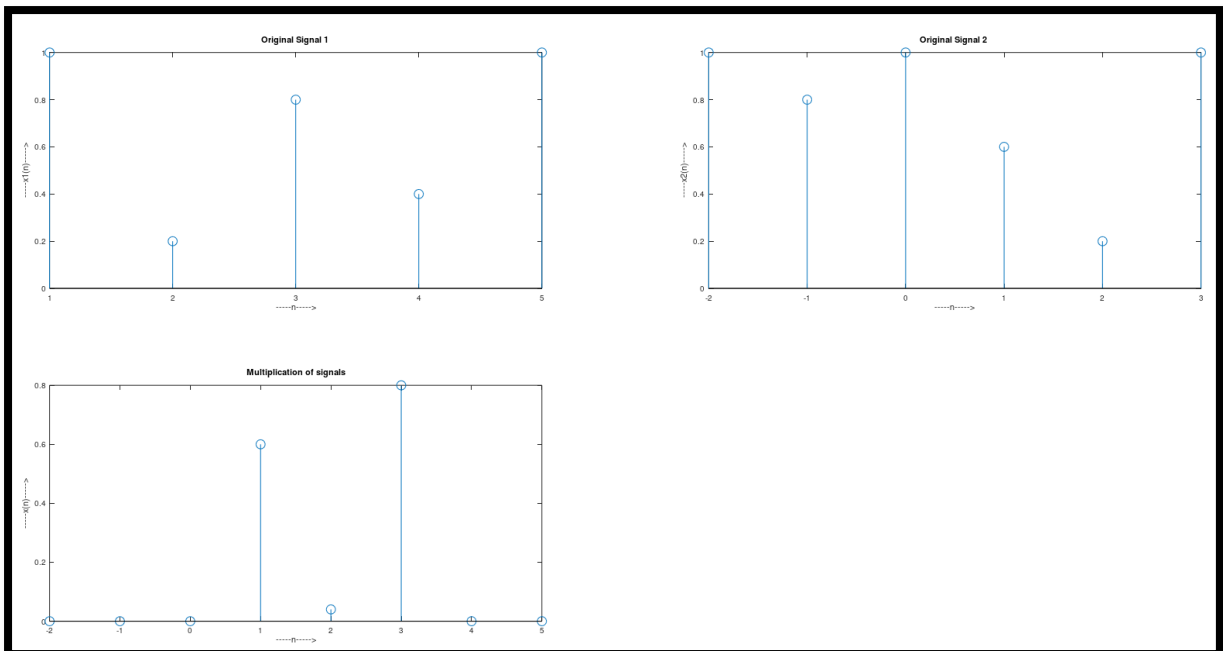 Original Signal 1
1
0.8
0.6
0.4
0.2
0
----x1(n)----->
1 2 3 4 5
-----n----->
Original Signal 2
1
0.8
0.6
0.4
0.2
0
----x2(n)----->
-2 -1 0 1 2 3
-----n----->
Multiplication of signals
0.8
0.6
0.4
0.2
0
----x(n)----->
-2 -1 0 1 2 3 4 5
-----n----->